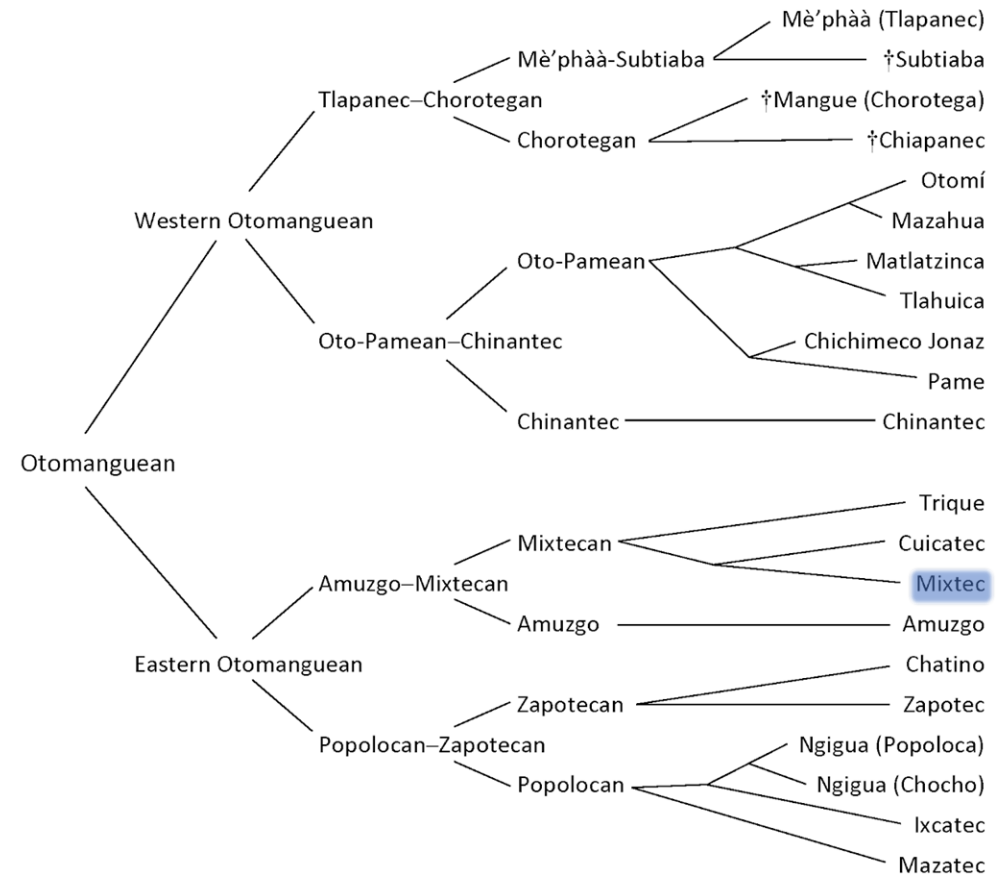 Mè’phàà (Tlapanec)
Mè’phàà-Subtiaba
†Subtiaba
Tlapanec–Chorotegan
†Mangue (Chorotega)
Chorotegan
†Chiapanec
Otomí
Western Otomanguean
Mazahua
Oto-Pamean
Matlatzinca
Tlahuica
Oto-Pamean–Chinantec
Chichimeco Jonaz
Pame
Chinantec
Chinantec
Otomanguean
Trique
Mixtecan
Cuicatec
Amuzgo–Mixtecan
Mixtec
Amuzgo
Amuzgo
Eastern Otomanguean
Chatino
Zapotecan
Zapotec
Popolocan–Zapotecan
Ngigua (Popoloca)
Popolocan
Ngigua (Chocho)
Ixcatec
Mazatec